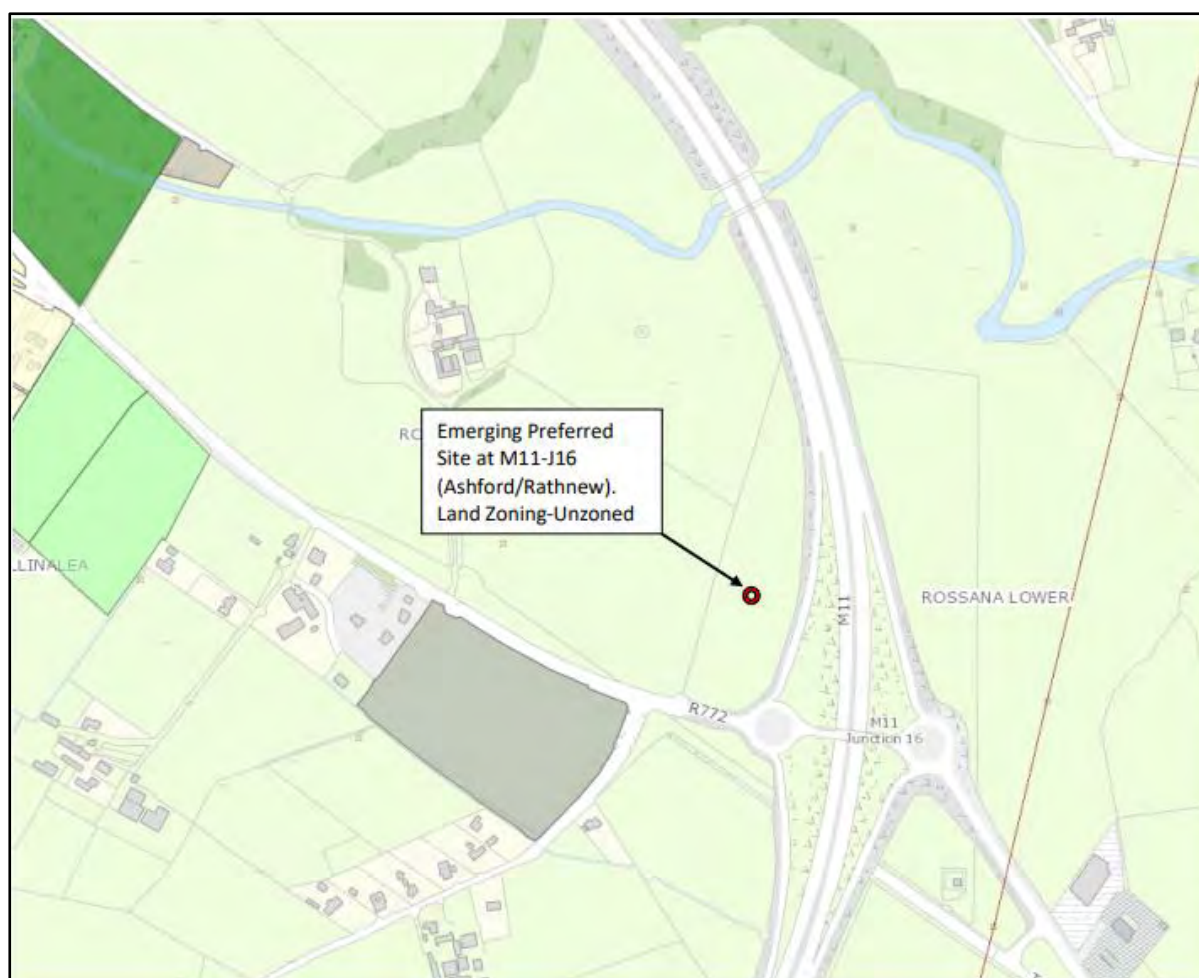 Emerging Preferred
Site at M11-J16
(Ashford/Rathnew).
Land Zoning-Unzoned
LLINALEA
ROSSANA LOWER
M11
R772
M11
Junction 16